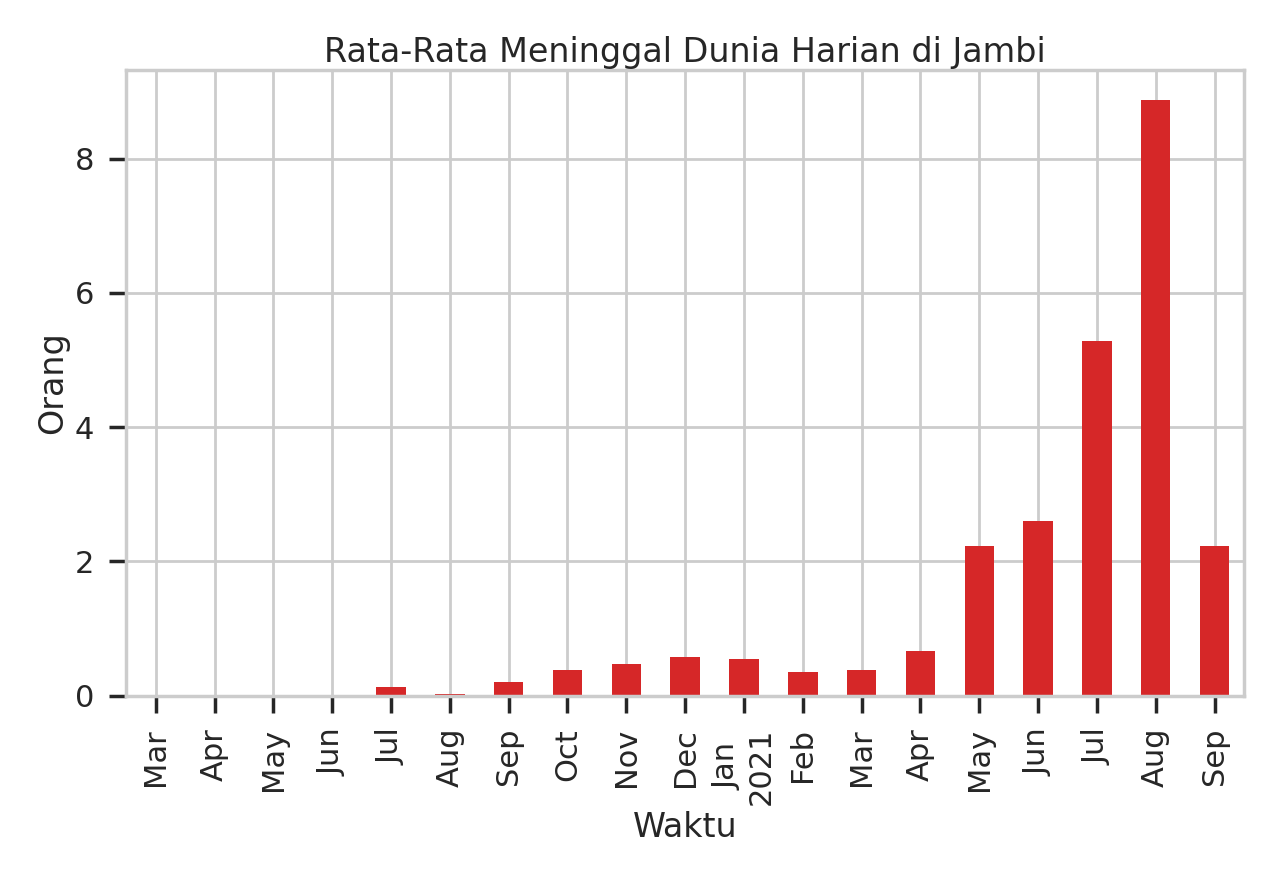 Rata-Rata Meninggal Dunia Harian di Jambi
8
6
4
2
0
Orang
Mar
Apr
May
Jun
Jul
Aug
Sep
Oct
Nov
Dec
Jan
2021
Feb
Mar
Apr
May
Jun
Jul
Aug
Sep
Waktu